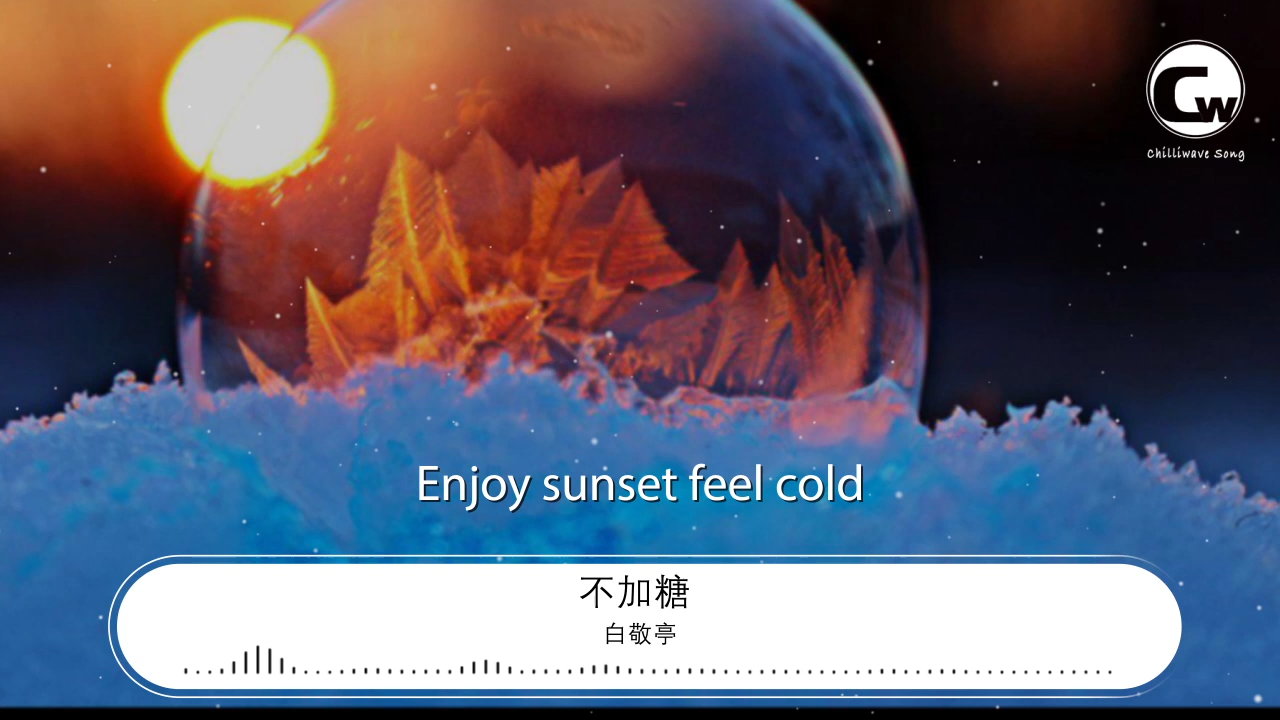 CW
Chilliwave Song
Enjoy sunset feel cold
不加糖
白敬亭